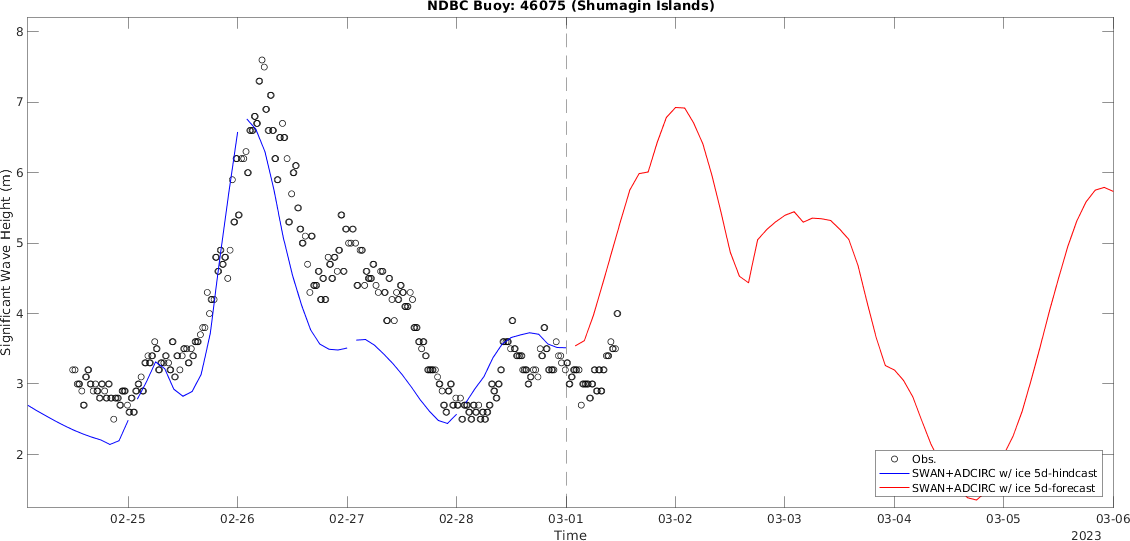 NDBC Buoy: 46075 (Shumagin Islands)
Significant Wave Height (m)
8
7
6
5
4
3
2
Obs.
SWAN+ADCIRC w/ ice 5d-hindcast
SWAN+ADCIRC w/ ice 5d-forecast
02-25 02-26 02-27 02-28 03-01 03-02 03-03 03-04 03-05 03-06
Time
2023